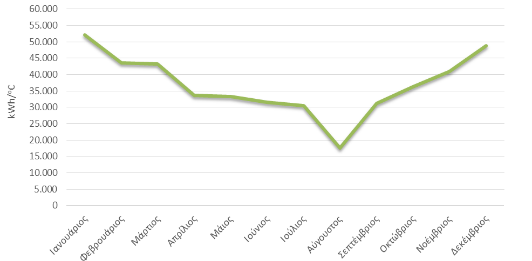 60.000
55.000
50.000
45.000
40.000
35.000
30.000
25.000
20.000
15.000
10.000
5.000
0
kWh/°C
Ιανουάριος
Φεβρουάριος
Μάρτιος
Απρίλιος
Μάιος
Ιούνιος
Ιούλιος
Αύγουστος
Σεπτέμβριος
Οκτώβριος
Νοέμβριος
Δεκέμβριος